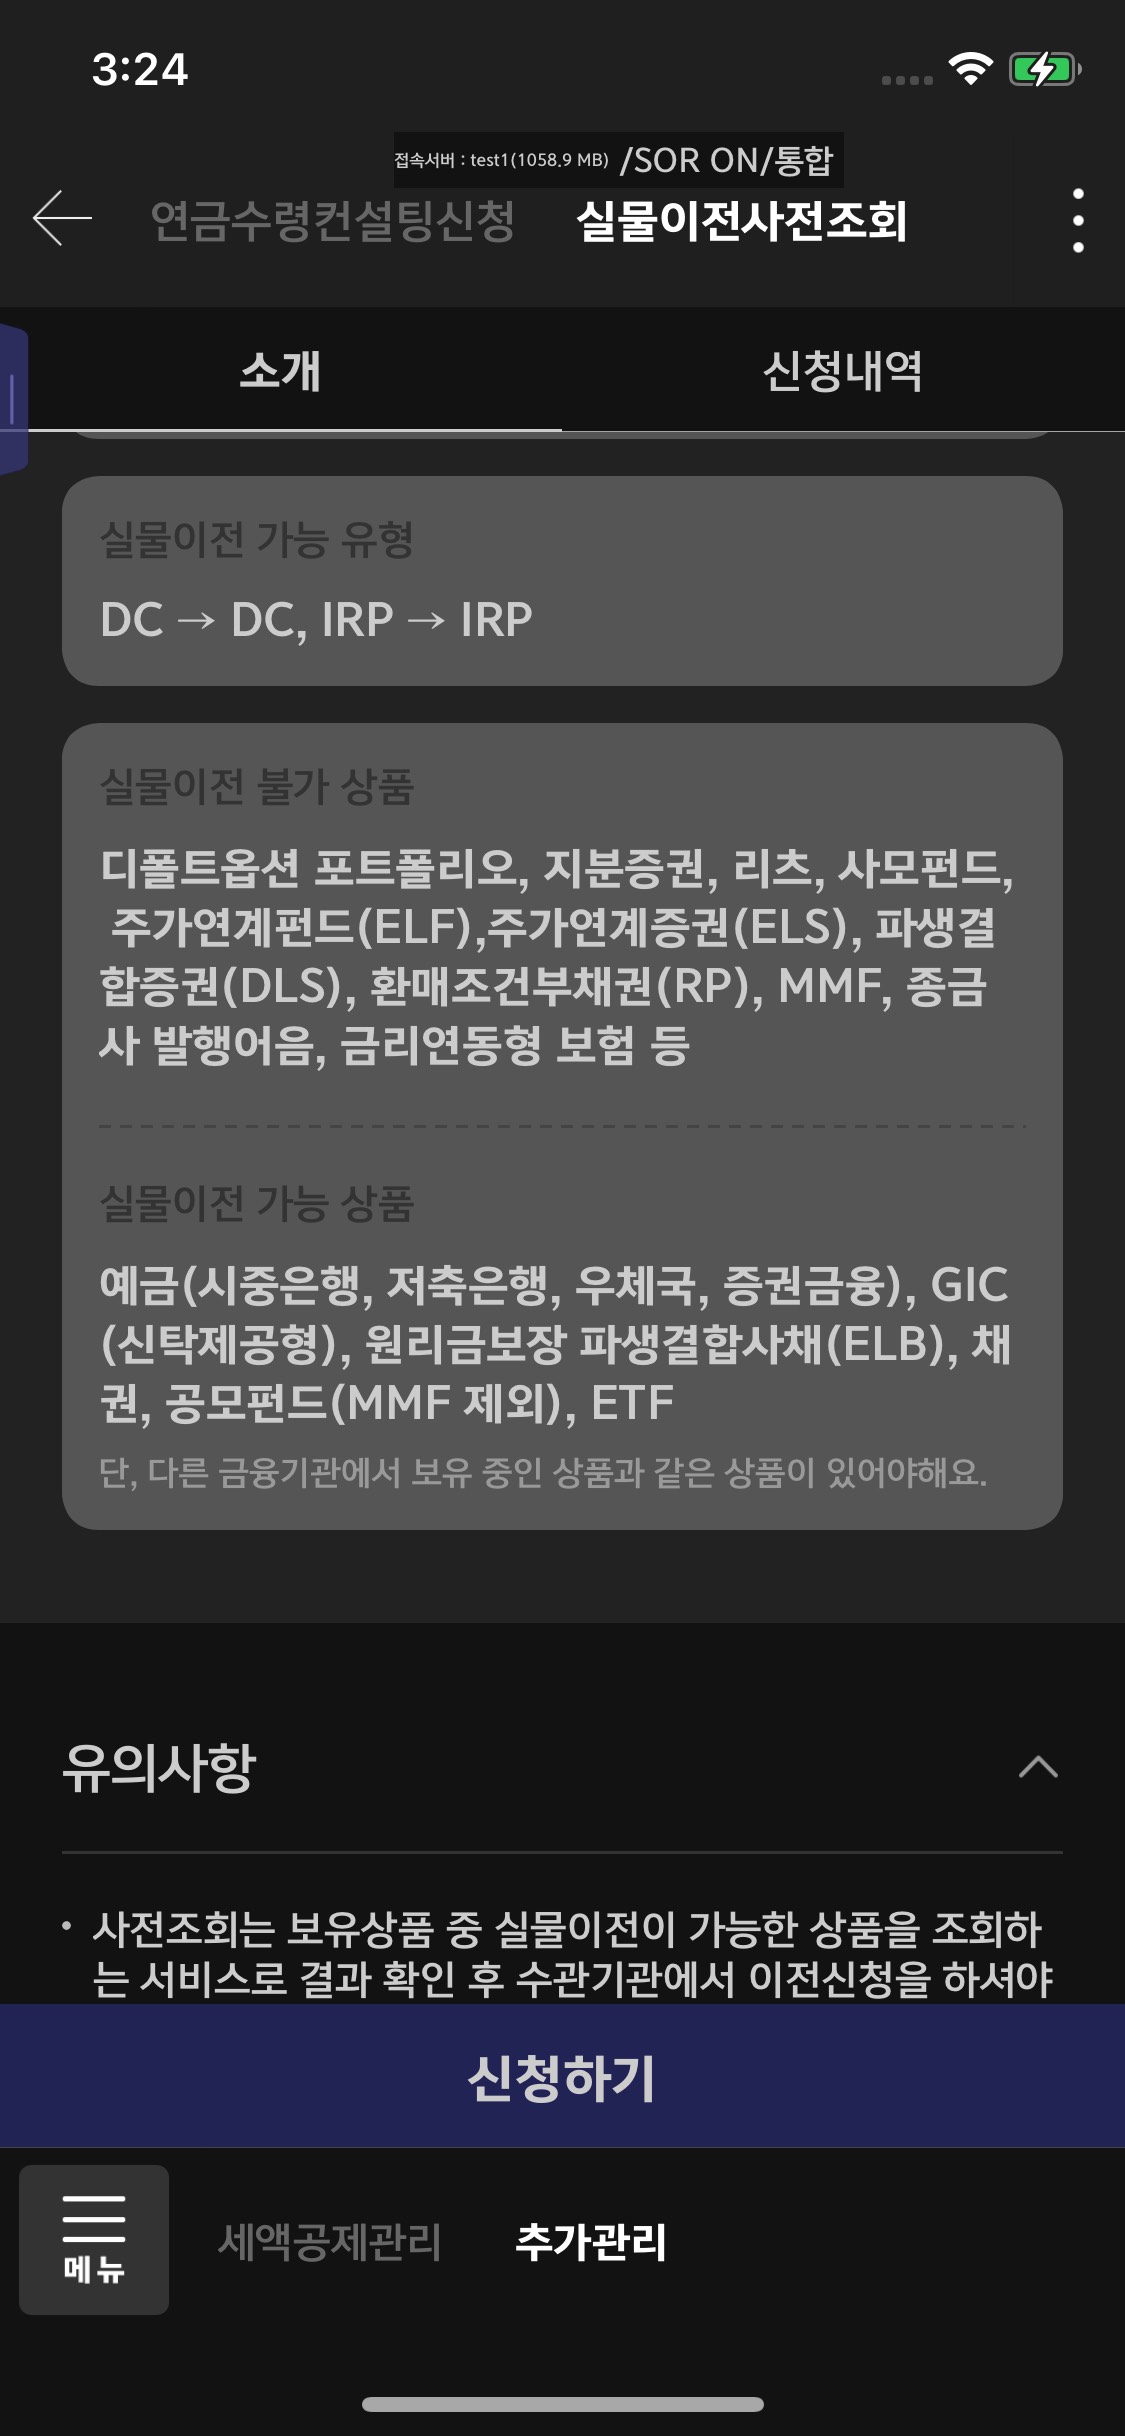 3:24
접속서버 : test1(1058.9 MB) /SOR ON/통합
연금수령컨설팅신청 실물이전사전조회
소개 신청내역
실물이전 가능 유형
DC → DC, IRP → IRP
실물이전 불가 상품
디폴트옵션 포트폴리오, 지분증권, 리츠, 사모펀드,
주가연계펀드(ELF),주가연계증권(ELS), 파생결
합증권(DLS), 환매조건부채권(RP), MMF, 종금
사 발행어음, 금리연동형 보험 등
실물이전 가능 상품
예금(시중은행, 저축은행, 우체국, 증권금융), GIC
(신탁제공형), 원리금보장 파생결합사채(ELB), 채
권, 공모펀드(MMF 제외), ETF
단, 다른 금융기관에서 보유 중인 상품과 같은 상품이 있어야해요.
유의사항
• 사전조회는 보유상품 중 실물이전이 가능한 상품을 조회하
는 서비스로 결과 확인 후 수관기관에서 이전신청을 하셔야
신청하기
메뉴 세액공제관리 추가관리